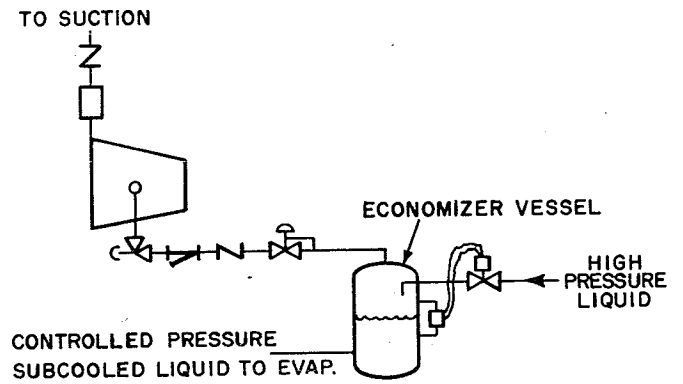 TO SUCTION
ECONOMIZER VESSEL
HIGH
PRESSURE
LIQUID
CONTROLLED PRESSURE
SUBCOOLED LIQUID TO EVAP.